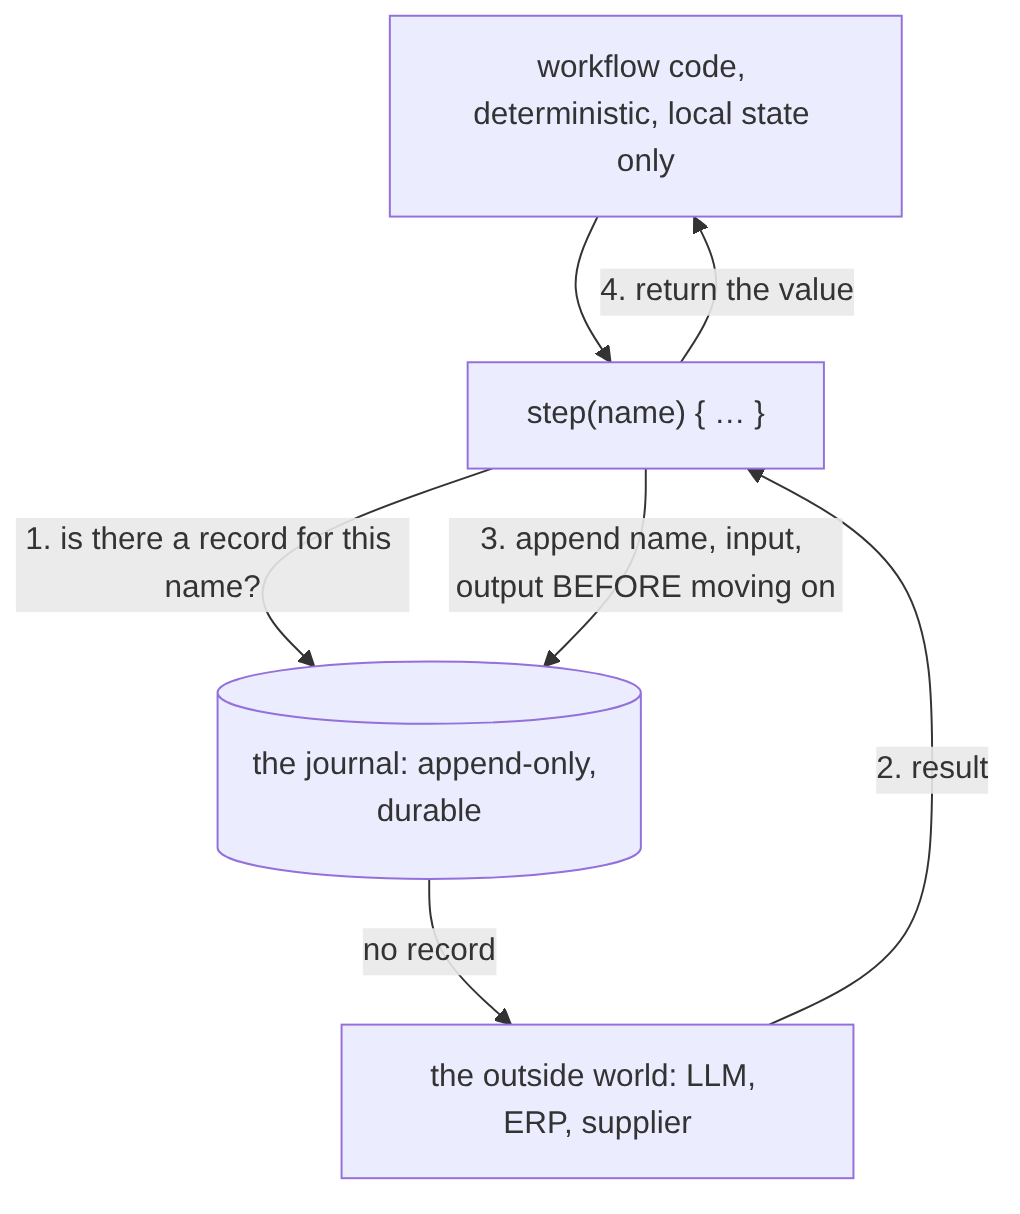 workflow code,
deterministic, local state
only
4. return the value
step(name) { … }
1. is there a record for this
name?
3. append name, input,
output BEFORE moving on
the journal: append-only,
durable
2. result
no record
the outside world: LLM,
ERP, supplier